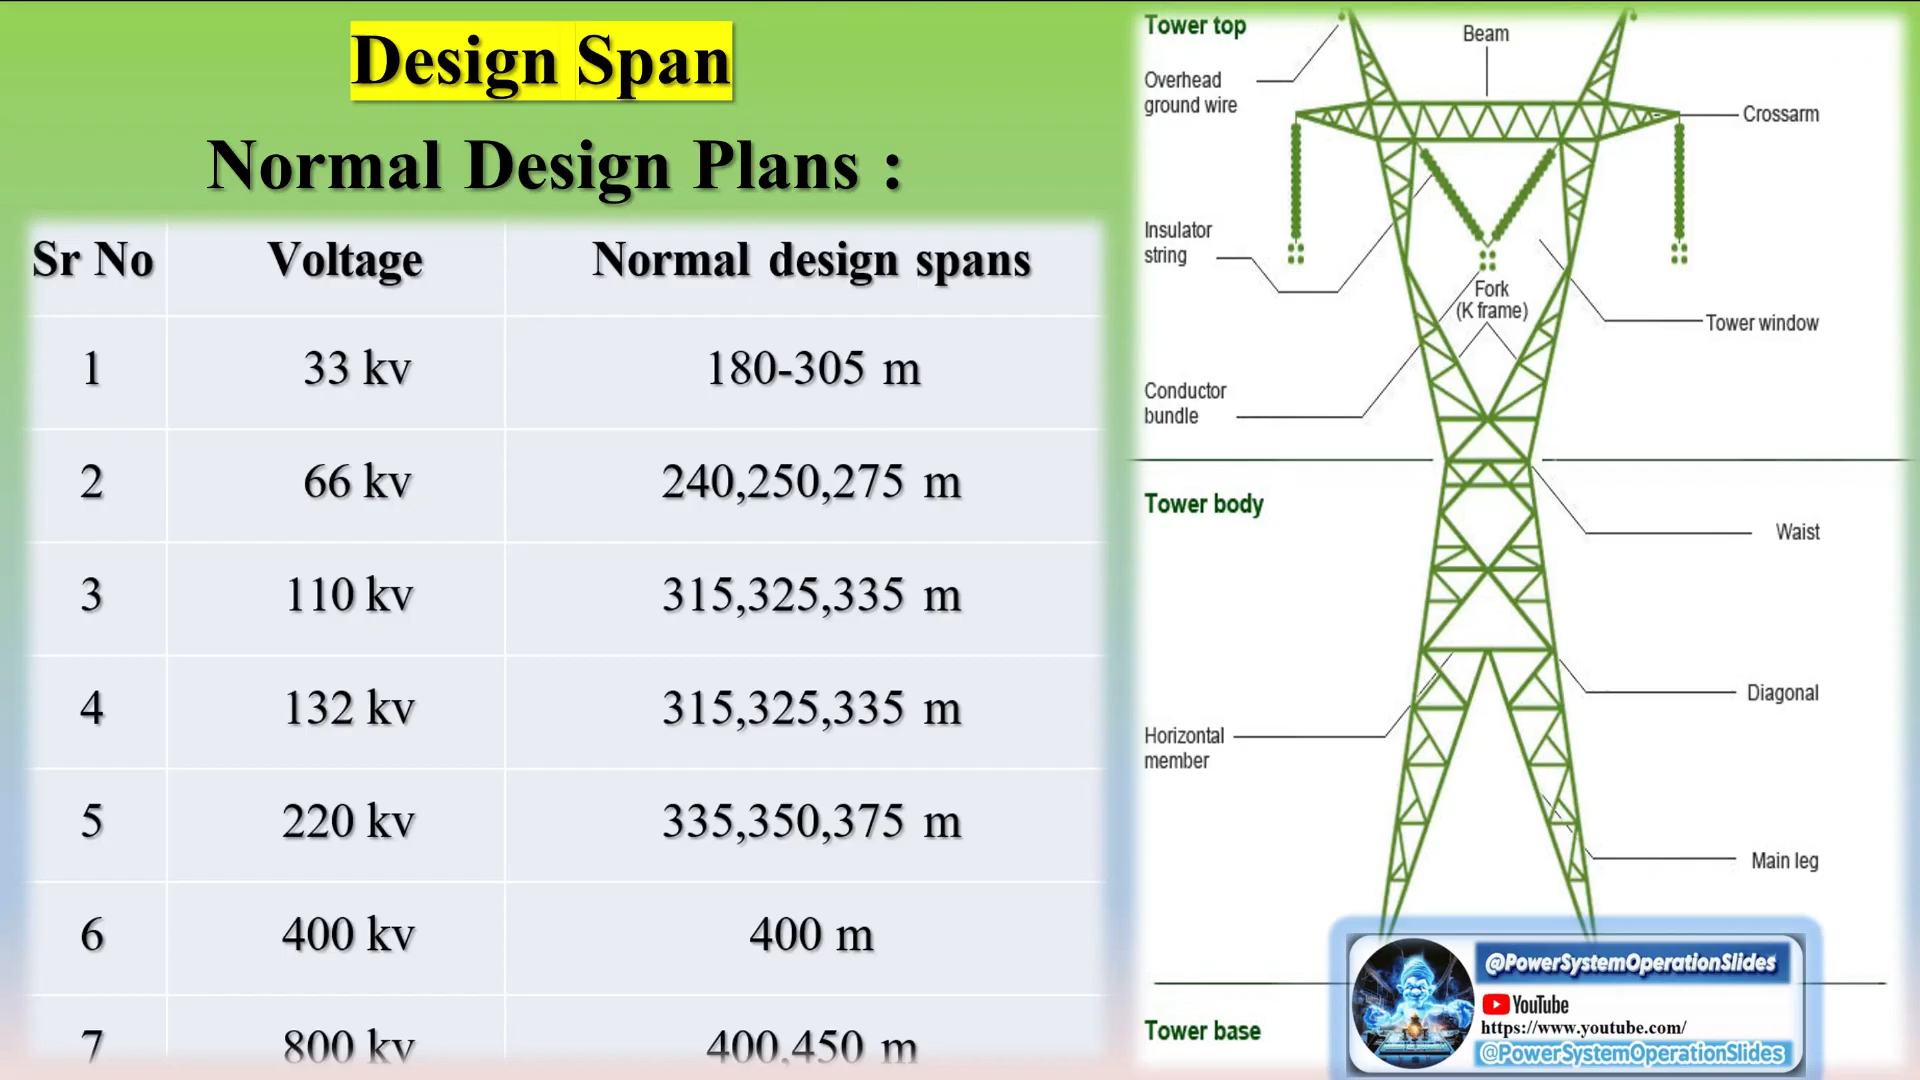 Design Span
Normal Design Plans :
Sr No Voltage Normal design spans
1 33 kv 180-305 m
2 66 kv 240,250,275 m
3 110 kv 315,325,335 m
4 132 kv 315,325,335 m
5 220 kv 335,350,375 m
6 400 kv 400 m
7 800 kv 400,450 m
Tower top
Beam
Overhead
ground wire
Crossarm
Insulator
string
Fork
(K frame)
Tower window
Conductor
bundle
Tower body
Waist
Diagonal
Horizontal
member
Main leg
Tower base
@PowerSystemOperationSlides
YouTube
https://www.youtube.com/
@PowerSystemOperationSlides